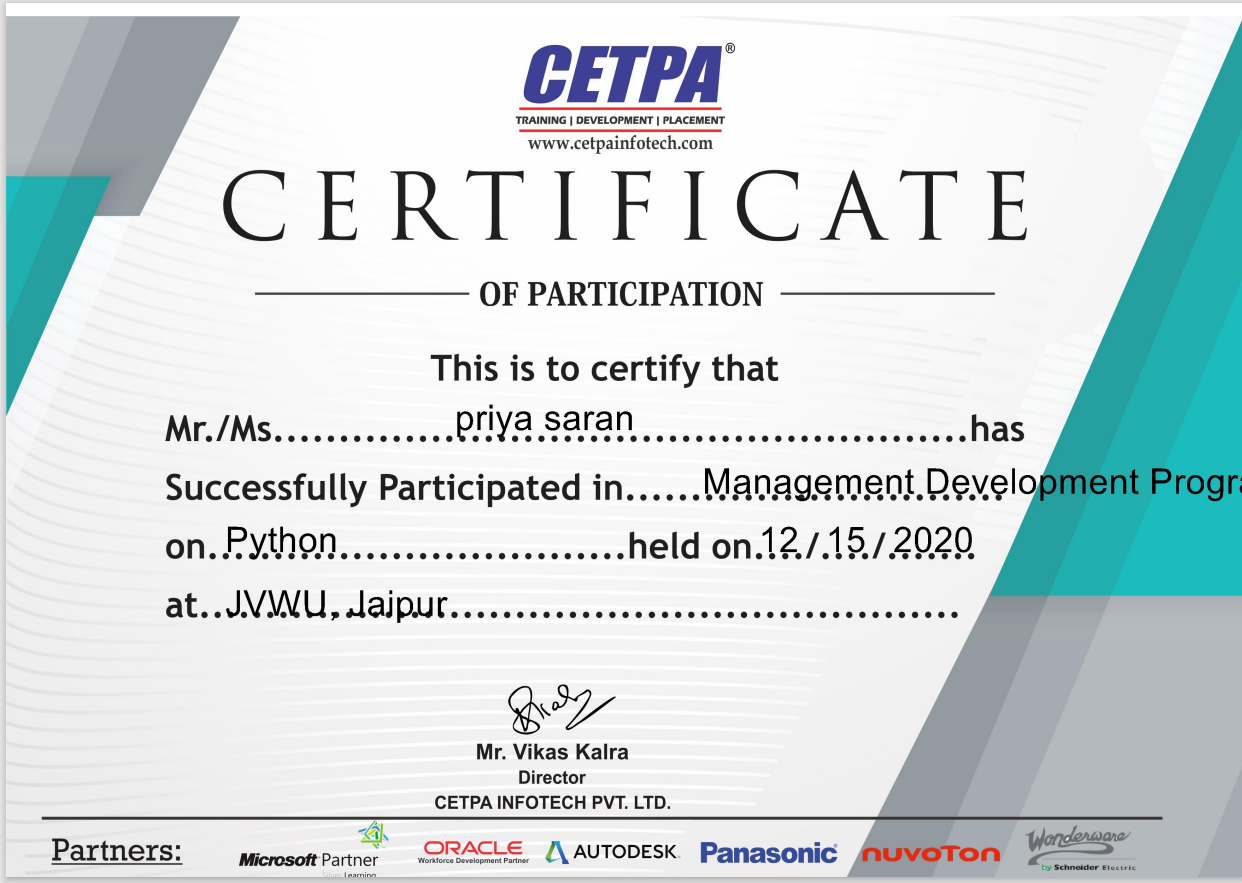 CETPA®
TRAINING | DEVELOPMENT | PLACEMENT
www.cetpainfotech.com
CERTIFICATE
OF PARTICIPATION
This is to certify that
Mr./Ms....priya saran....has
Successfully Participated in....Management Development Progra
on....Python....held on....12/15/2020
at....JVWU, Jaipur....
Mr. Vikas Kalra
Director
CETPA INFOTECH PVT. LTD.
Partners: Microsoft Partner ORACLE AUTODESK Panasonic nuvoTon Wonderware
Silver Learning Workforce Development Partner by Schneider Electric